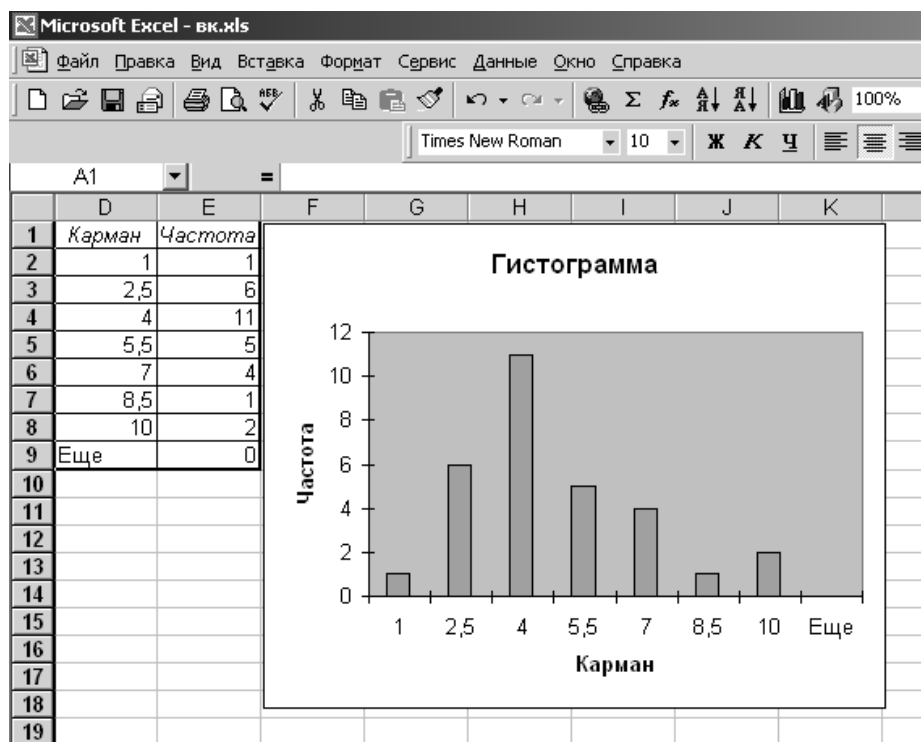 Microsoft Excel - вк.xls
Файл Правка Вид Вставка Формат Сервис Данные Окно Справка
100%
Times New Roman 10 Ж К Ч
A1 =
D E F G H I J K
1 Карман Частота
2 1 1
3 2,5 6
4 4 11
5 5,5 5
6 7 4
7 8,5 1
8 10 2
9 Еще 0
10
11
12
13
14
15
16
17
18
19
Гистограмма
Частота
12
10
8
6
4
2
0
1 2,5 4 5,5 7 8,5 10 Еще
Карман